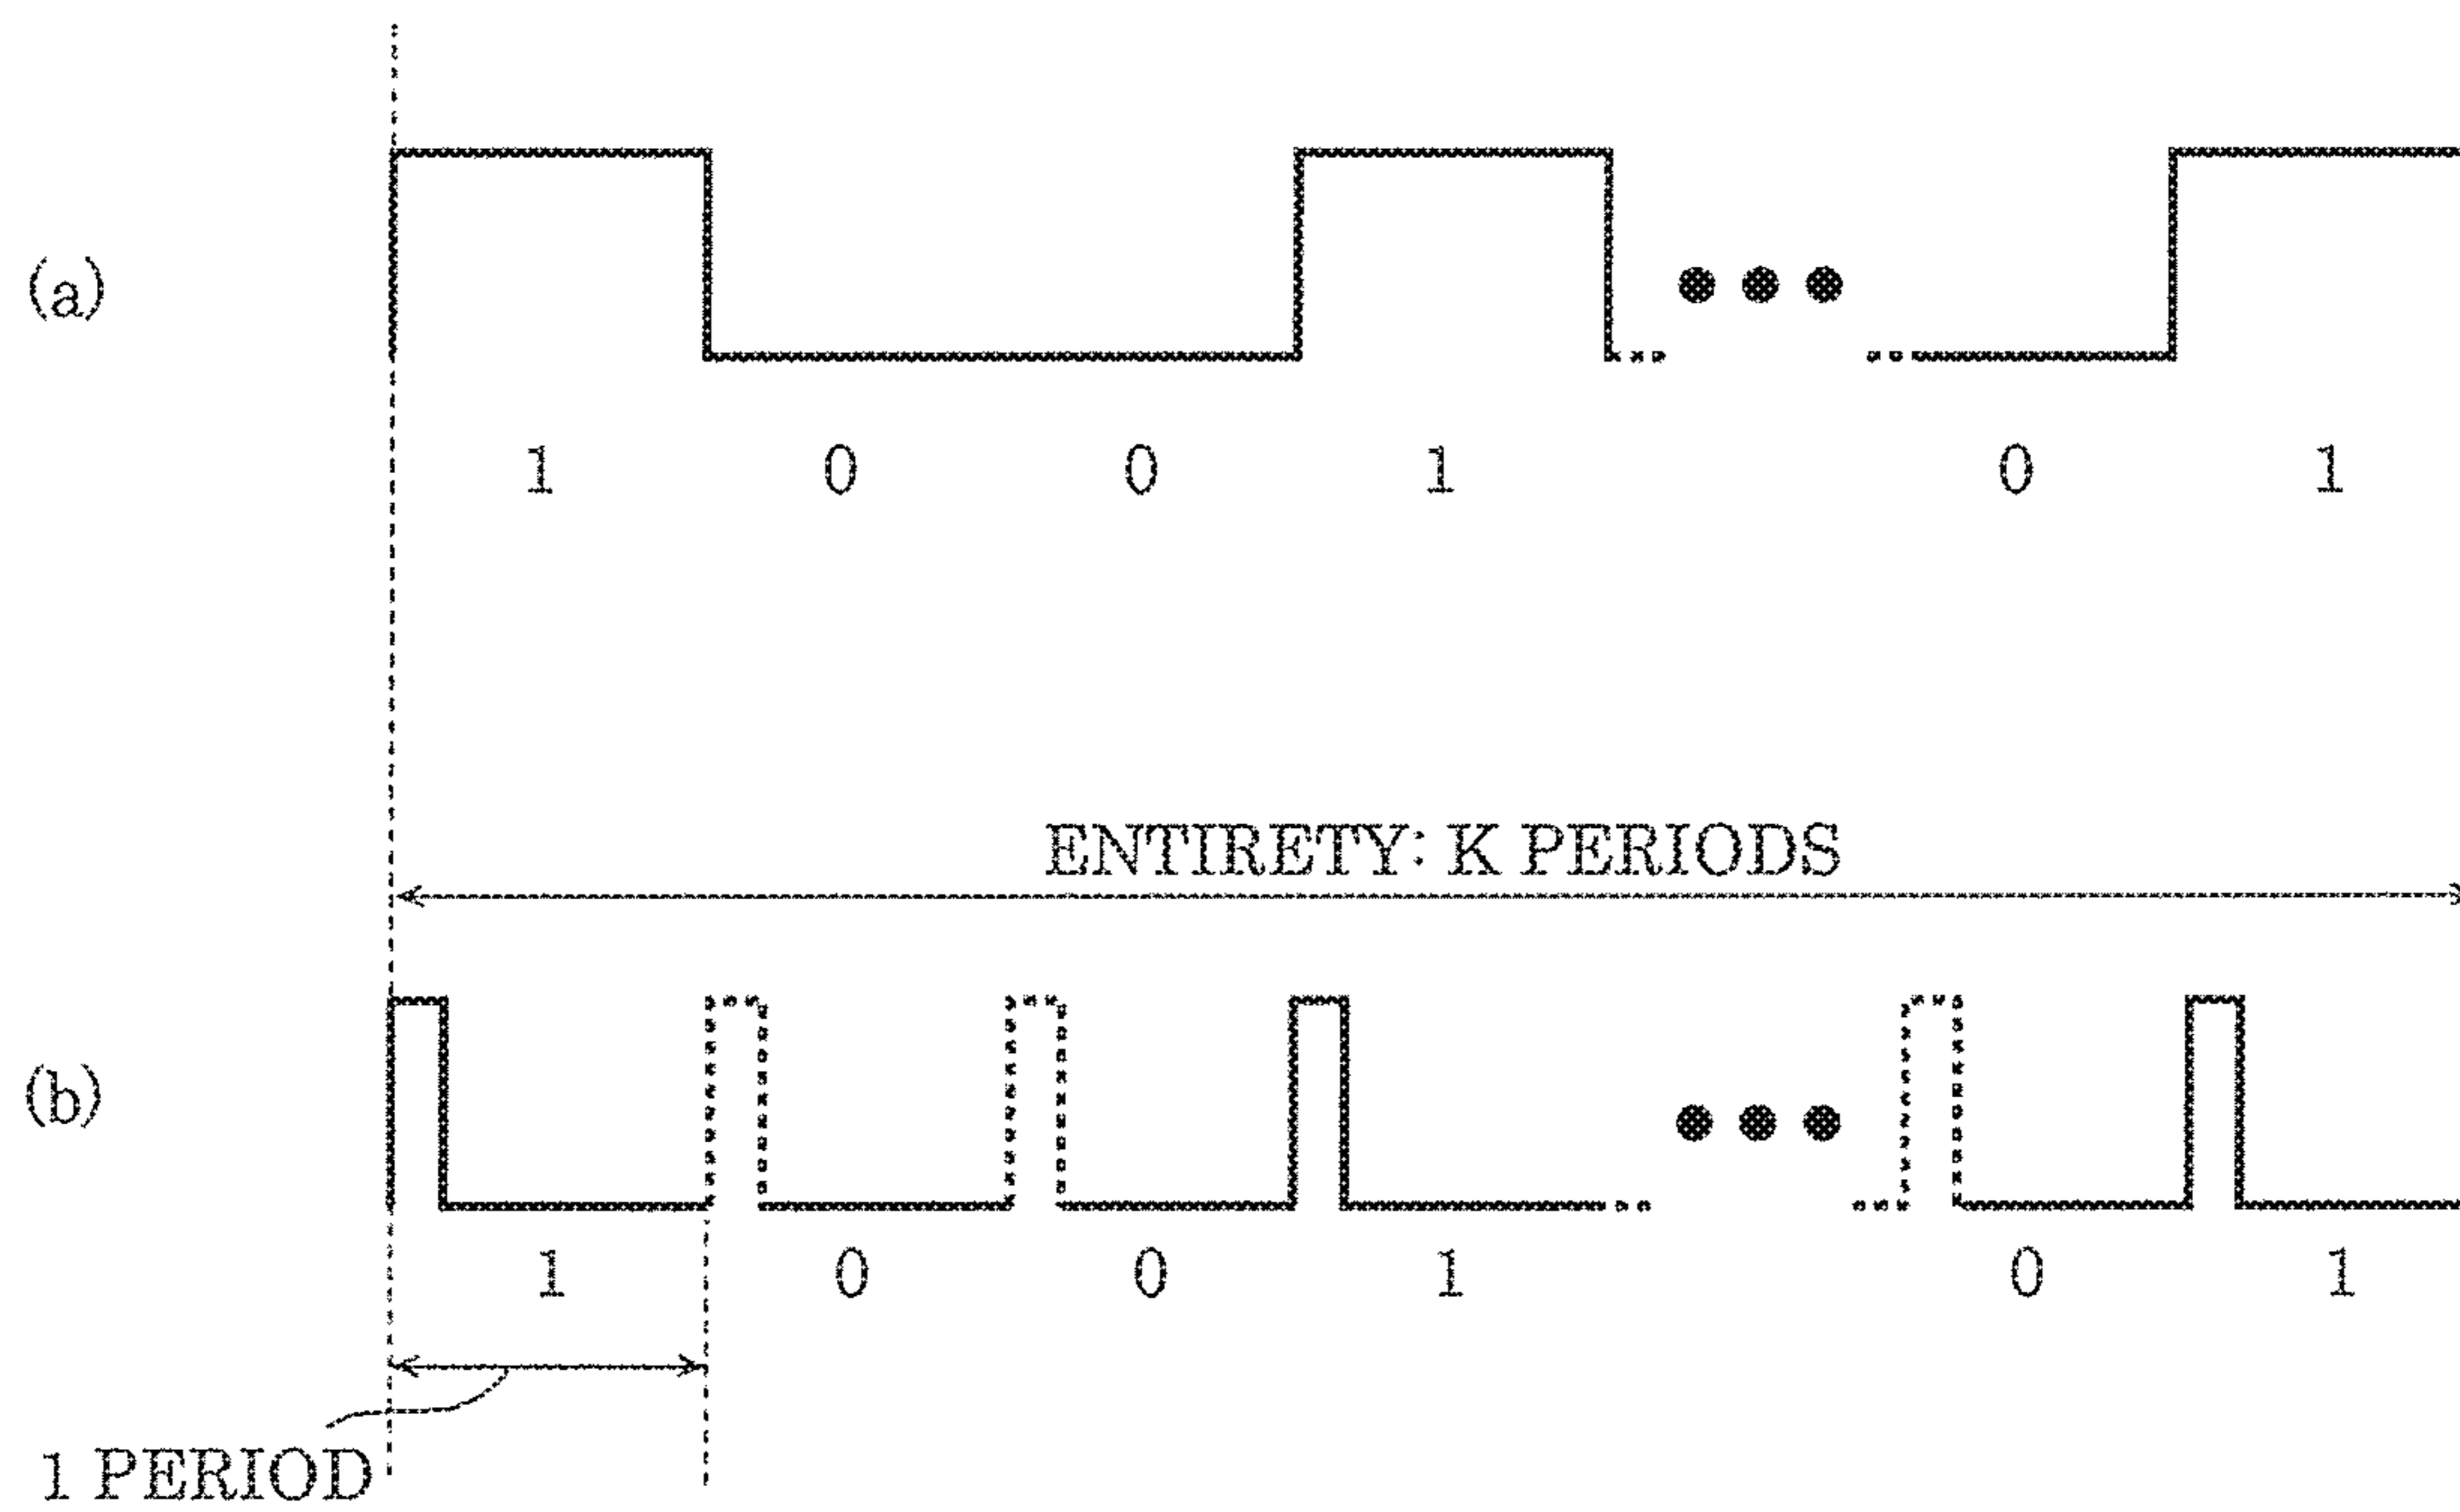 (a)
1 0 0 1 0 1
ENTIRETY: K PERIODS
(b)
1 0 0 1 0 1
1 PERIOD